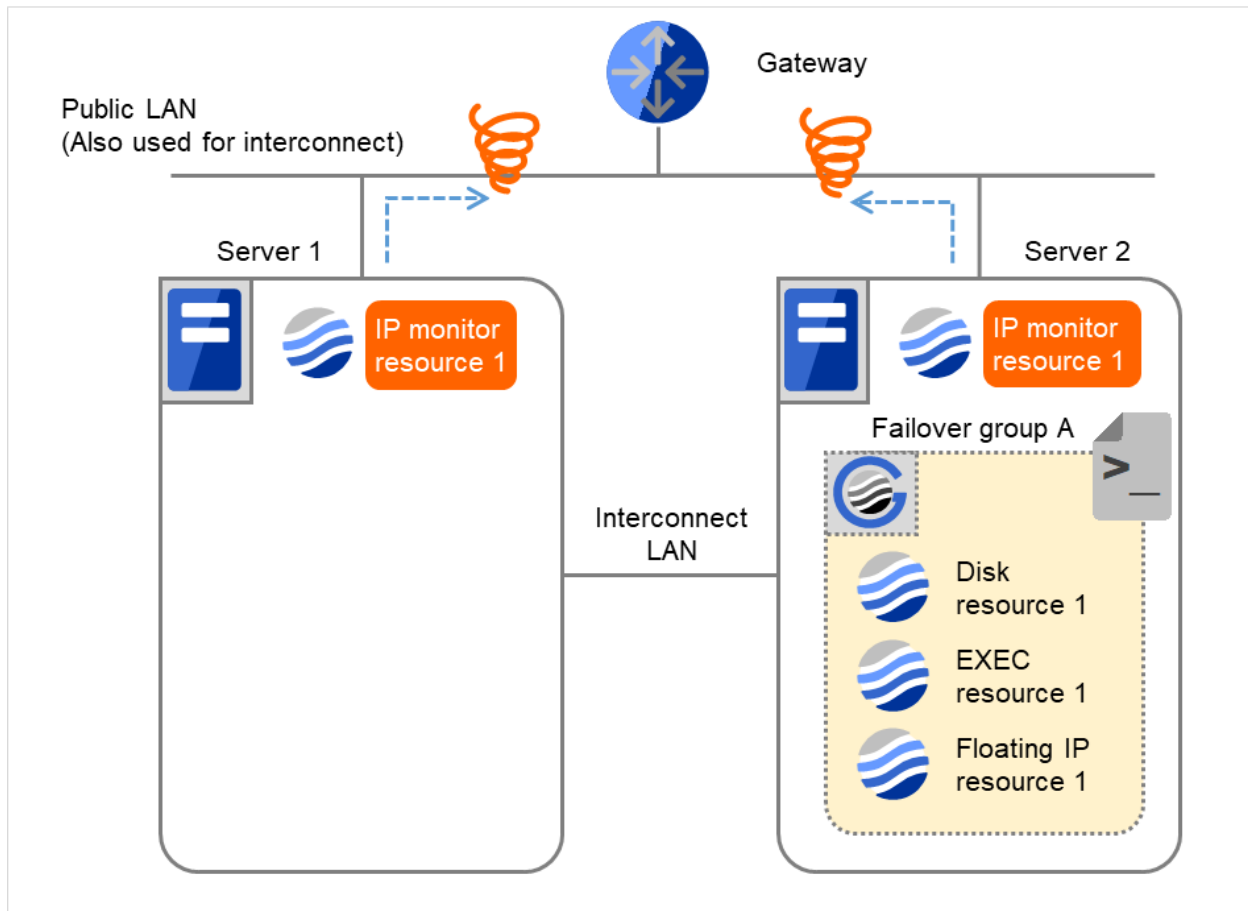 Gateway
Public LAN
(Also used for interconnect)
Server 1
Server 2
IP monitor
resource 1
IP monitor
resource 1
Failover group A
>_
Interconnect
LAN
Disk
resource 1
EXEC
resource 1
Floating IP
resource 1